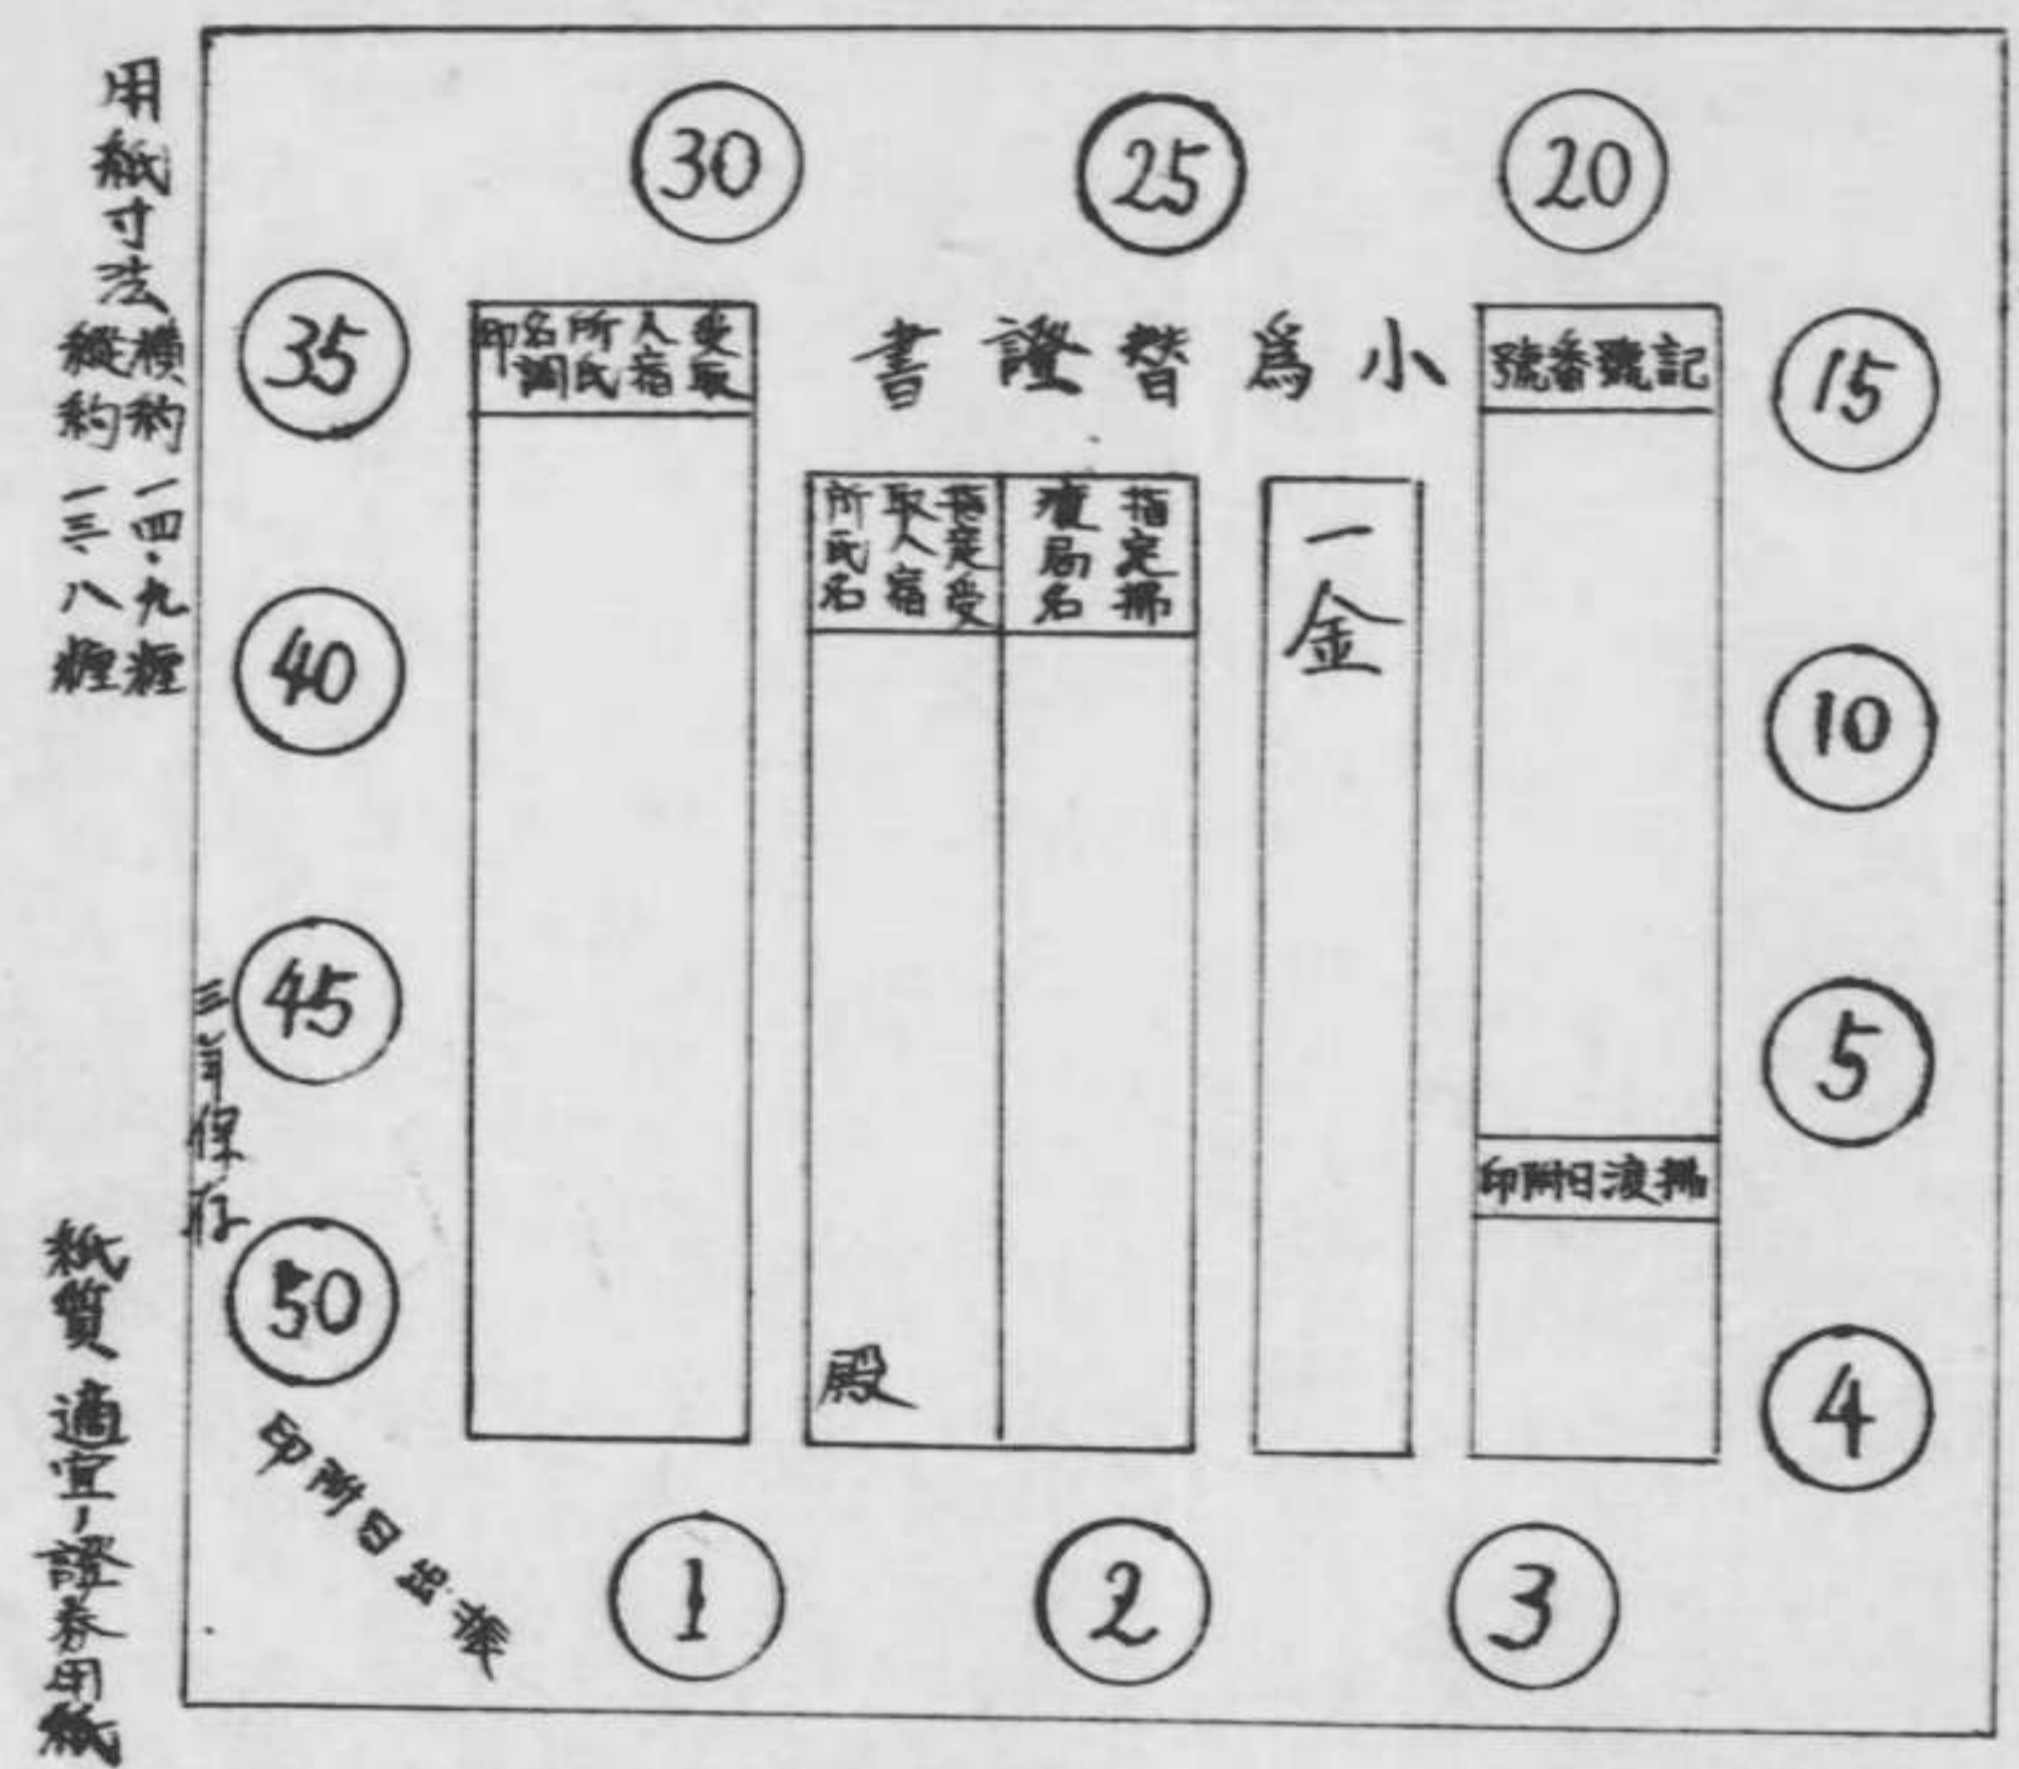 用紙寸法
横約一四・九糎
縦約一三・八糎
三年保存
紙質 適宜ノ證券用紙
30
25
20
35
15
40
10
45
5
50
4
1
2
3
小為替證書
記號番號
拂渡日附印
一金
指定拂
渡局名
指定受
取人宿
所氏名
殿
受取
人宿
所氏
名調
印
振出日附印